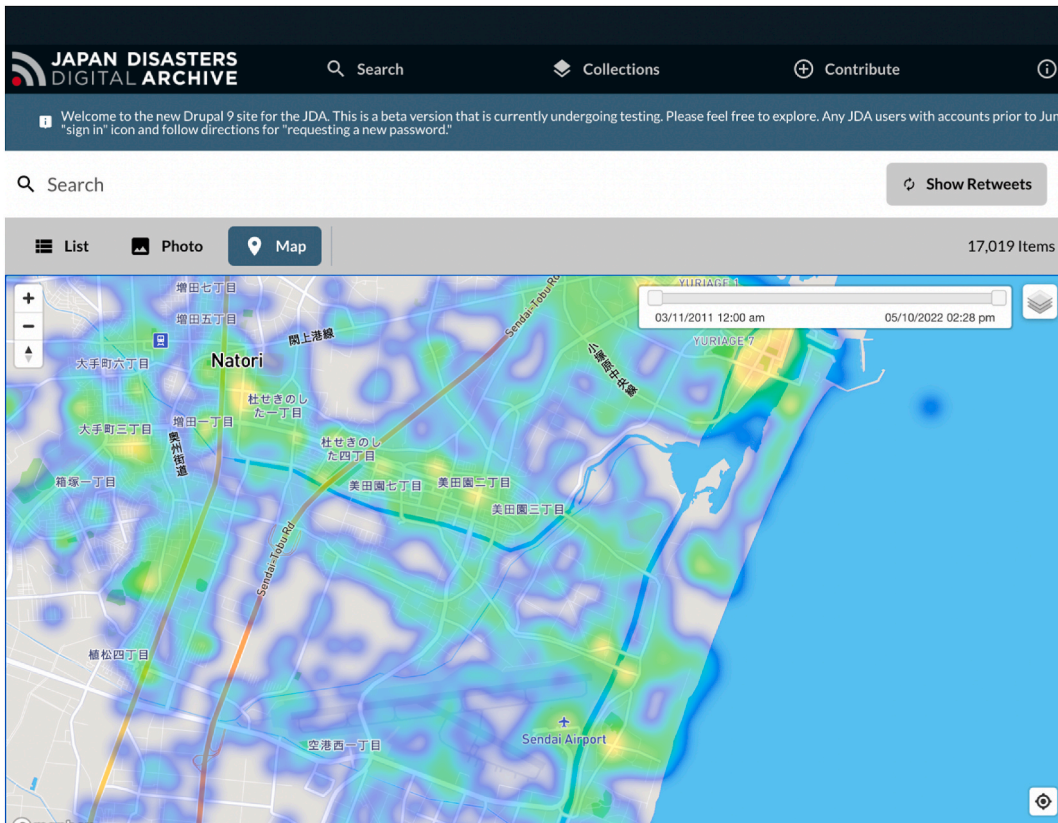 JAPAN DISASTERS
DIGITAL ARCHIVE
Search
Collections
Contribute
Welcome to the new Drupal 9 site for the JDA. This is a beta version that is currently undergoing testing. Please feel free to explore. Any JDA users with accounts prior to Jun
"sign in" icon and follow directions for "requesting a new password."
Search
Show Retweets
List
Photo
Map
17,019 Items
03/11/2011 12:00 am
05/10/2022 02:28 pm
YURIAGE 1
YURIAGE 7
増田七丁目
増田五丁目
閖上港線
Sendai-Tobu Rd
小塚原中央線
大手町六丁目
Natori
杜せきのし
た一丁目
増田一丁目
大手町三丁目
奥州街道
杜せきのし
た四丁目
箱塚一丁目
美田園七丁目
美田園二丁目
美田園三丁目
Sendai-Tobu Rd
植松四丁目
Sendai Airport
空港西一丁目